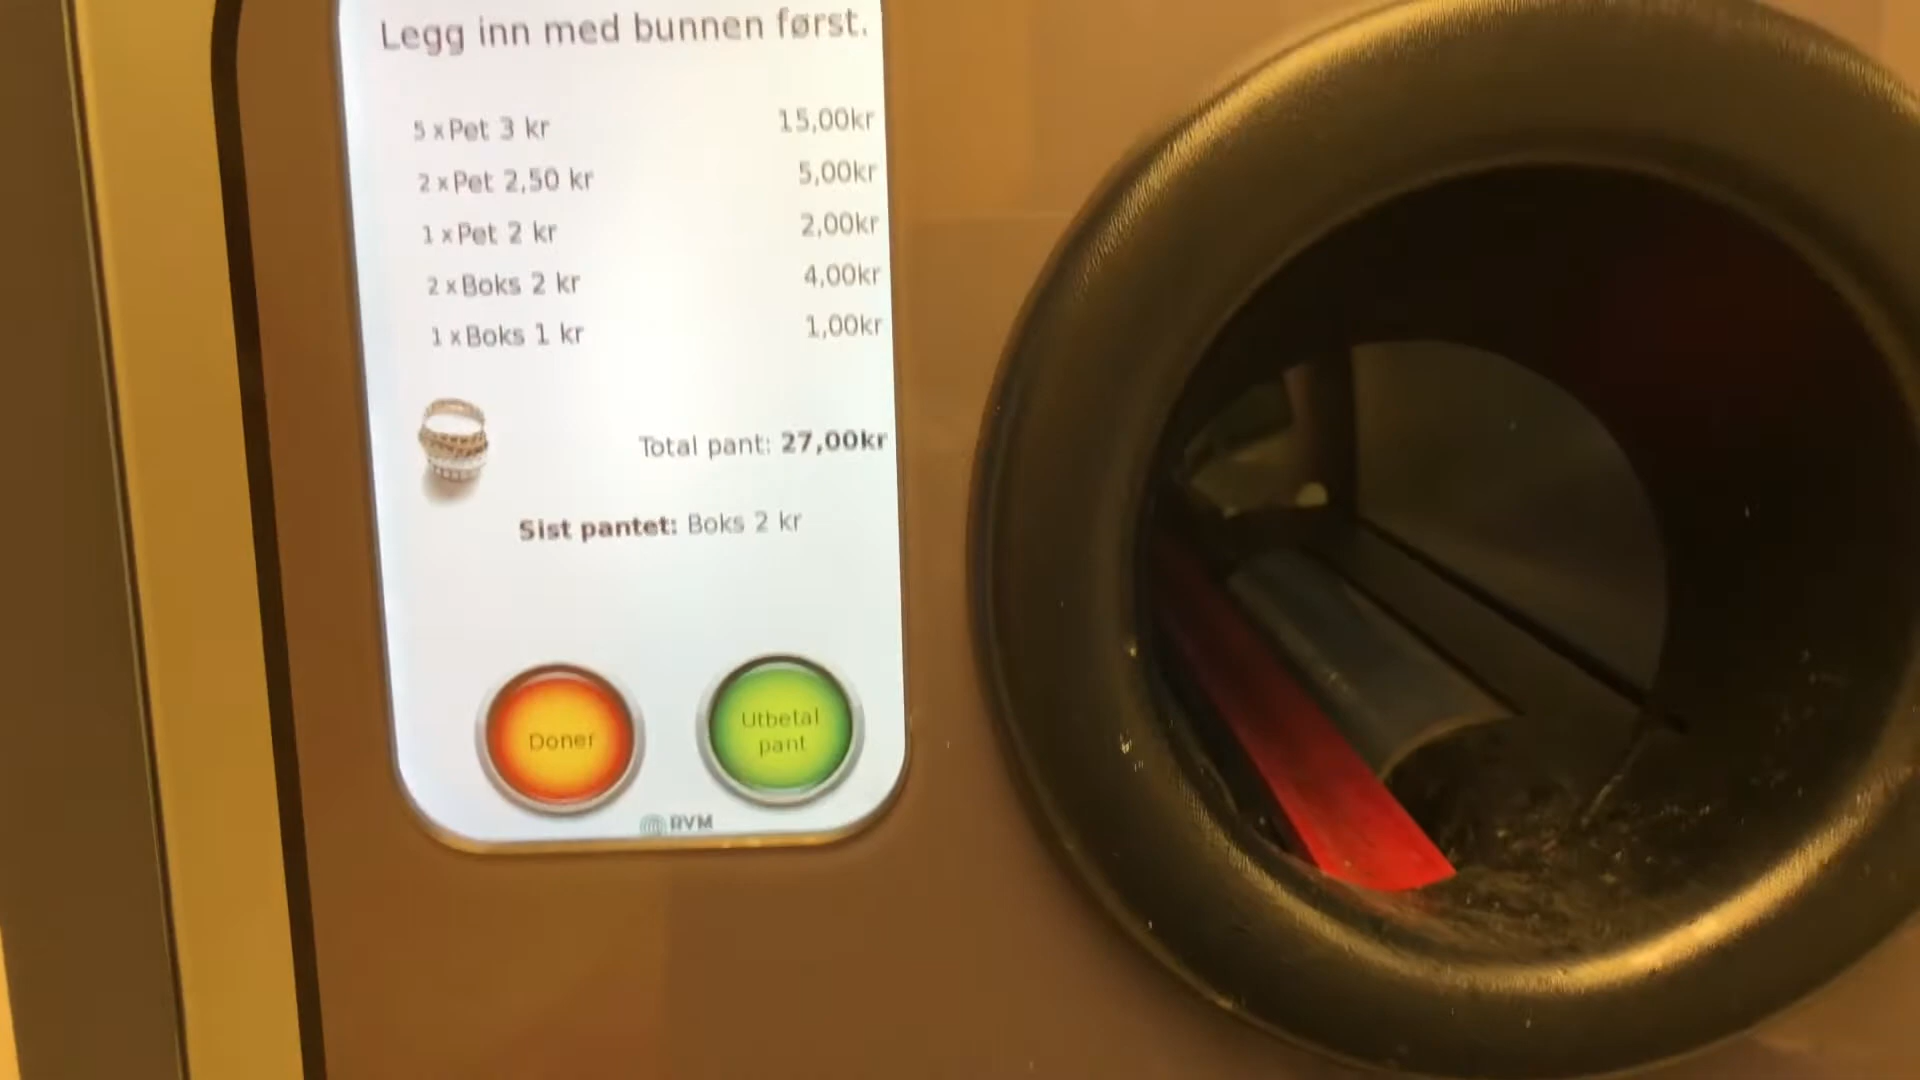 Legg inn med bunnen først.
5 x Pet 3 kr 15,00kr
2 x Pet 2,50 kr 5,00kr
1 x Pet 2 kr 2,00kr
2 x Boks 2 kr 4,00kr
1 x Boks 1 kr 1,00kr
Total pant: 27,00kr
Sist pantet: Boks 2 kr
Doner
Utbetal
pant
RVM